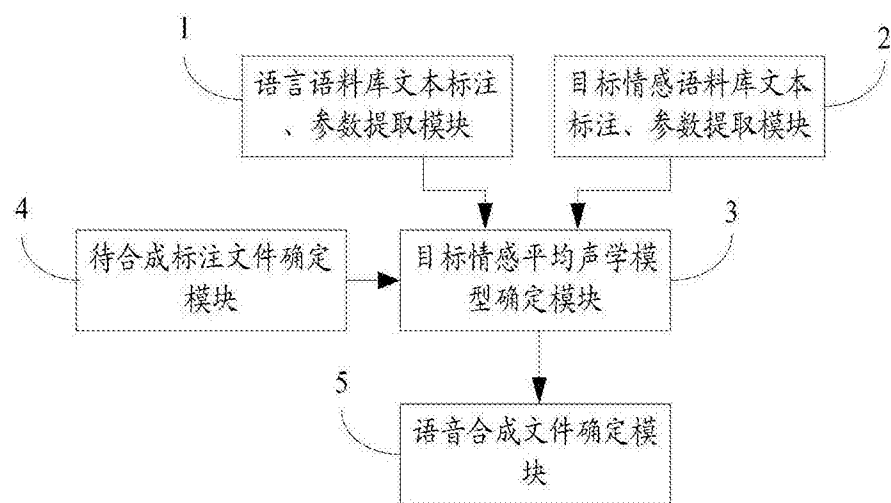 1
语言语料库文本标注
、参数提取模块
2
目标情感语料库文本
标注、参数提取模块
4
待合成标注文件确定
模块
目标情感平均声学模
型确定模块
3
5
语音合成文件确定模
块